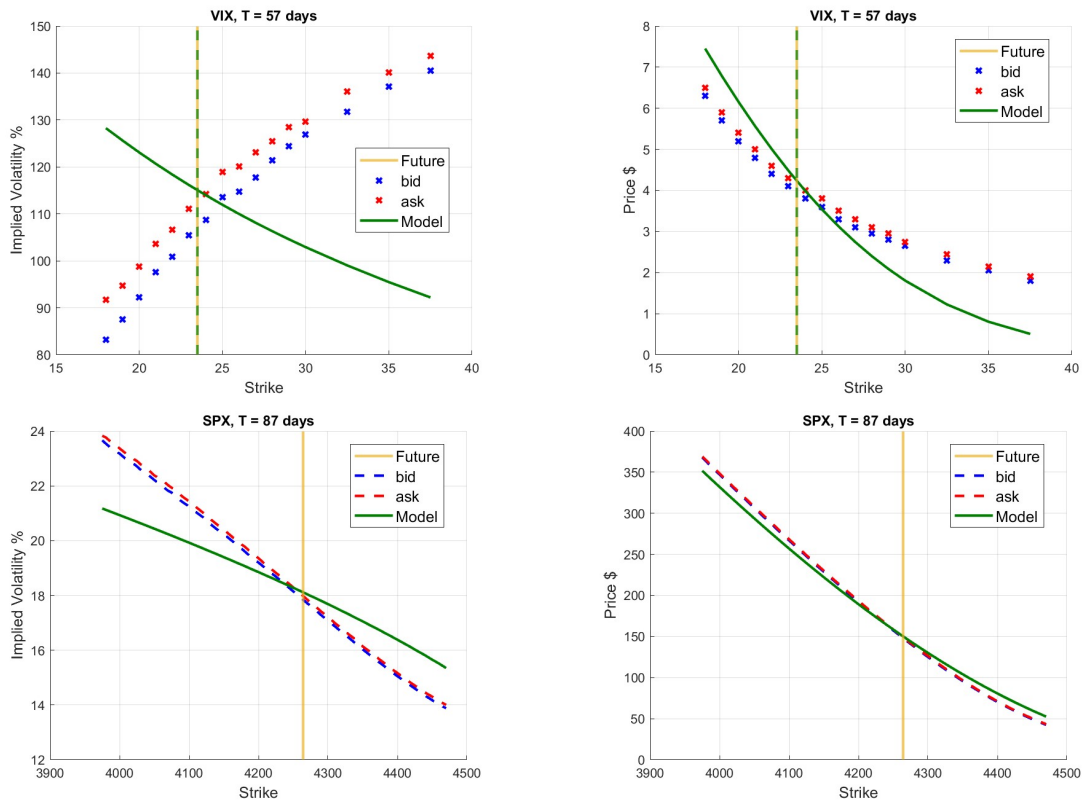 VIX, T = 57 days
150
140
130
120
110
100
90
80
15
20
25
30
35
40
Implied Volatility %
Strike
Future
bid
ask
Model
VIX, T = 57 days
8
7
6
5
4
3
2
1
0
15
20
25
30
35
40
Price $
Strike
Future
bid
ask
Model
SPX, T = 87 days
24
22
20
18
16
14
12
3900
4000
4100
4200
4300
4400
4500
Implied Volatility %
Strike
Future
bid
ask
Model
SPX, T = 87 days
400
350
300
250
200
150
100
50
0
3900
4000
4100
4200
4300
4400
4500
Price $
Strike
Future
bid
ask
Model